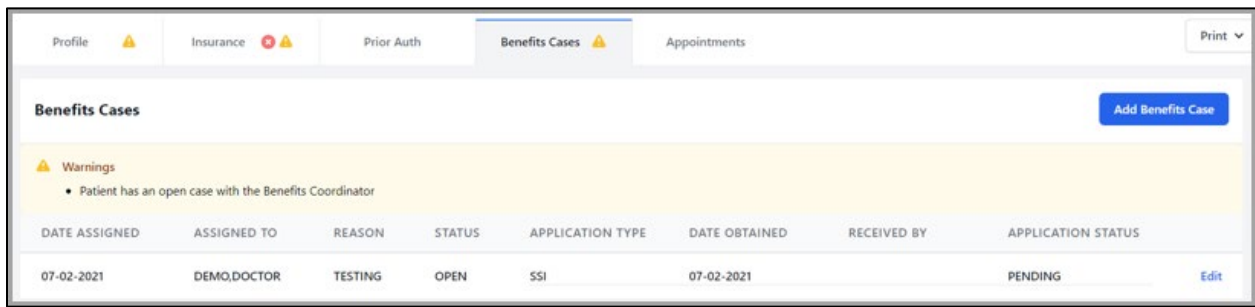 Profile Insurance Prior Auth Benefits Cases Appointments Print
Benefits Cases Add Benefits Case
Warnings
• Patient has an open case with the Benefits Coordinator
DATE ASSIGNED ASSIGNED TO REASON STATUS APPLICATION TYPE DATE OBTAINED RECEIVED BY APPLICATION STATUS
07-02-2021 DEMO,DOCTOR TESTING OPEN SSI 07-02-2021 PENDING Edit